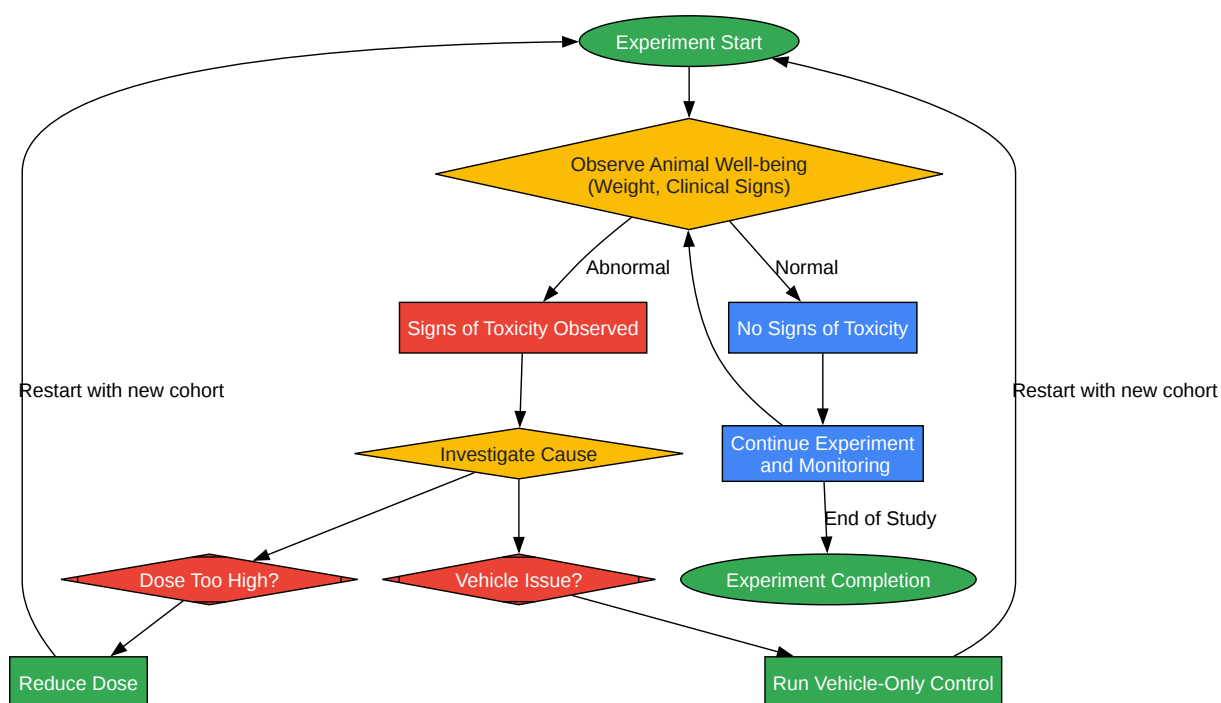 Experiment Start
Observe Animal Well-being
(Weight, Clinical Signs)
Abnormal
Normal
Signs of Toxicity Observed
No Signs of Toxicity
Restart with new cohort
Restart with new cohort
Investigate Cause
Continue Experiment
and Monitoring
End of Study
Dose Too High?
Vehicle Issue?
Experiment Completion
Reduce Dose
Run Vehicle-Only Control